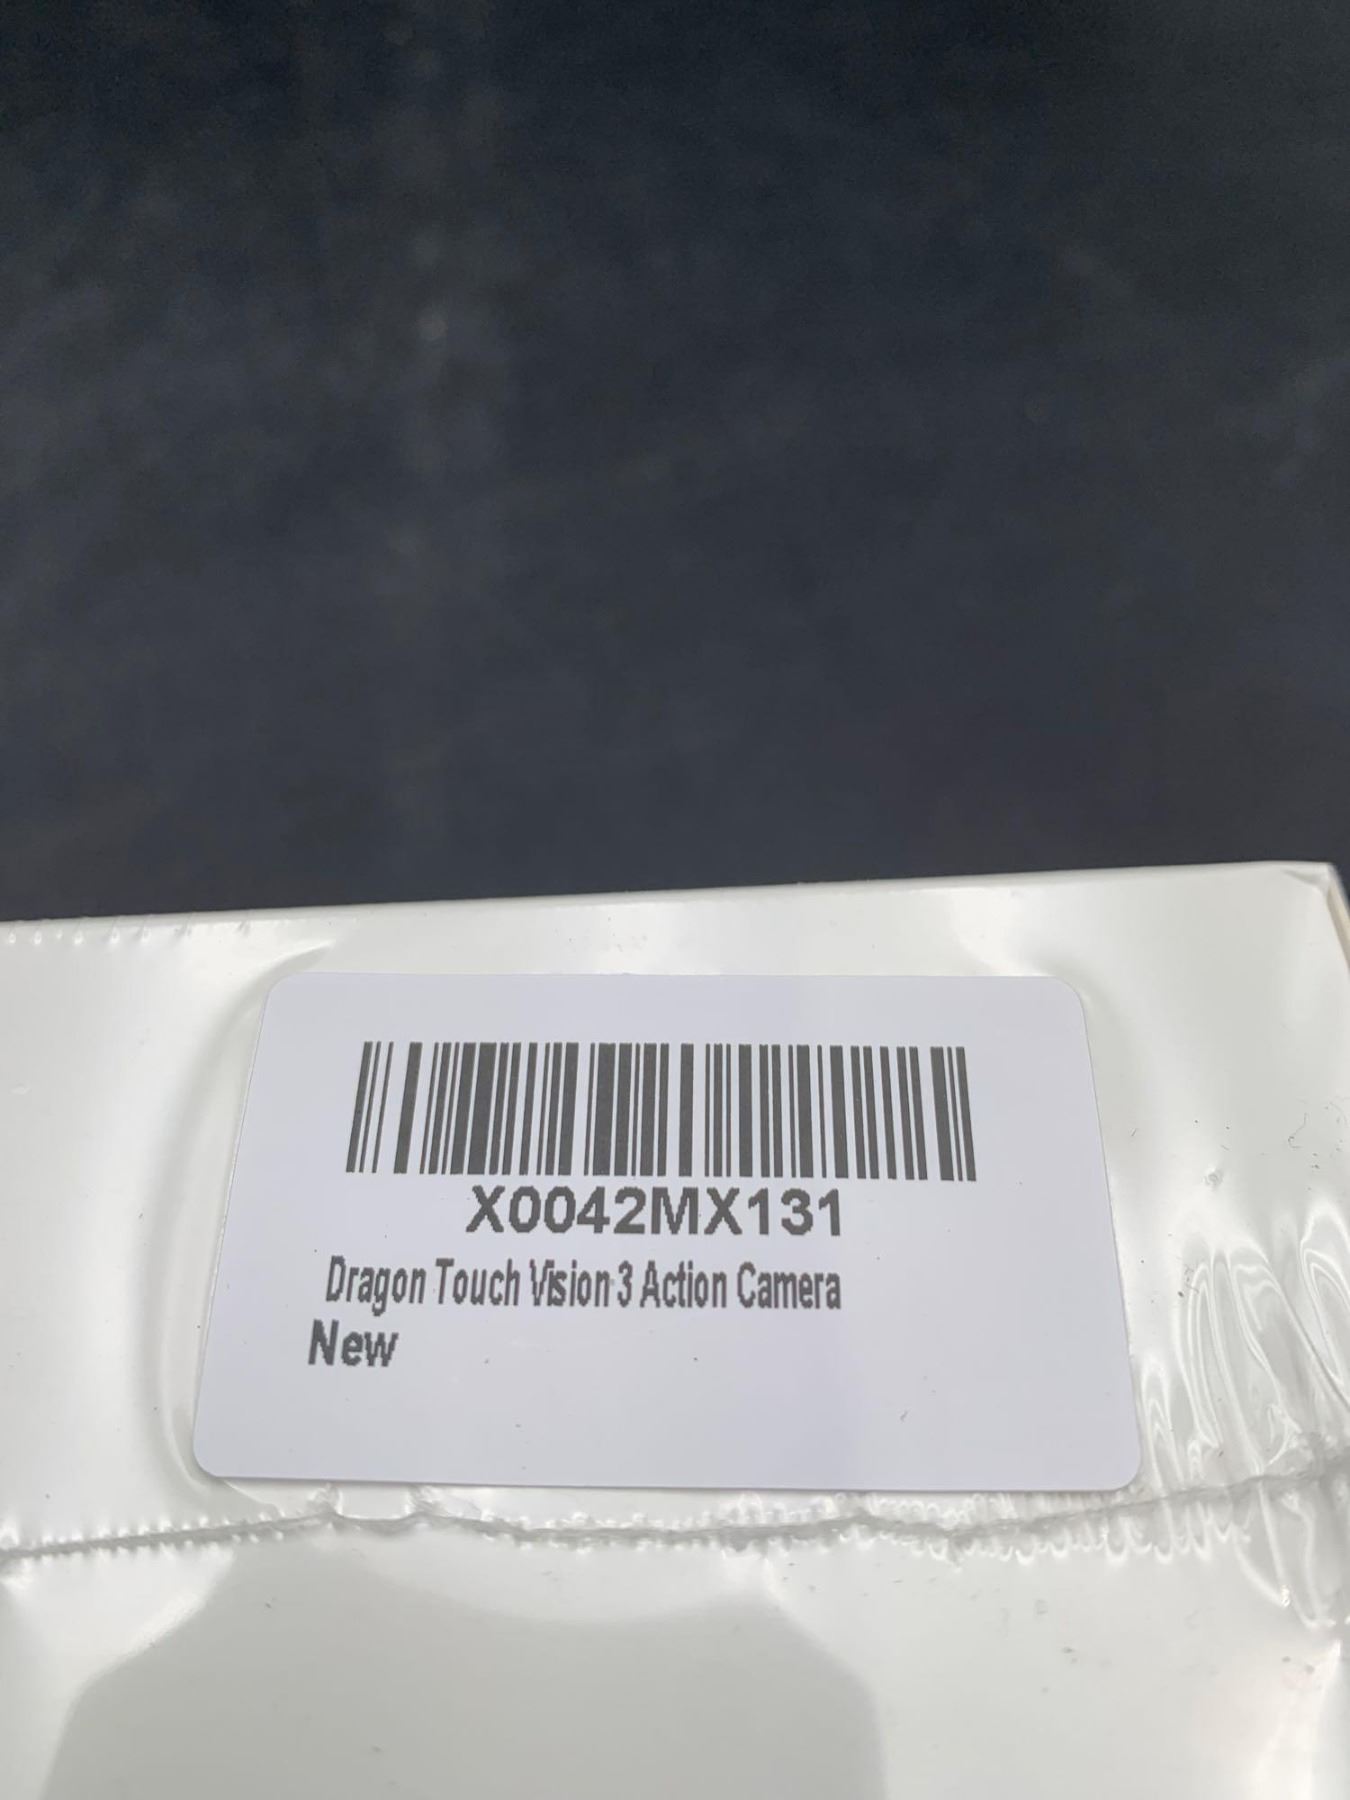 X0042MX131
Dragon Touch Vision 3 Action Camera
New